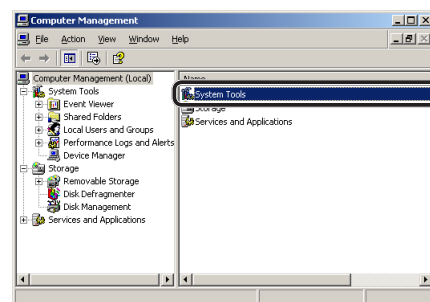 Computer Management
File Action View Window Help
Computer Management (Local)
System Tools
Event Viewer
Shared Folders
Local Users and Groups
Performance Logs and Alerts
Device Manager
Storage
Removable Storage
Disk Defragmenter
Disk Management
Services and Applications
Name
System Tools
Storage
Services and Applications